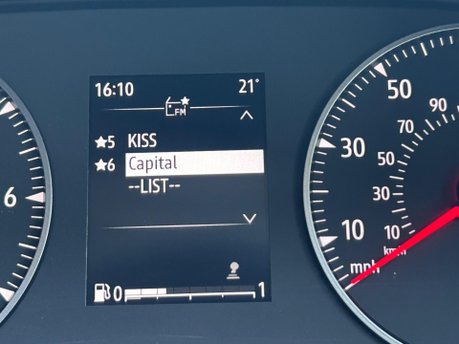 16:10 21°
FM
★5 KISS
★6 Capital
--LIST--
0 1
6
50
30
10
mph
90
70
50
30
10
km/h